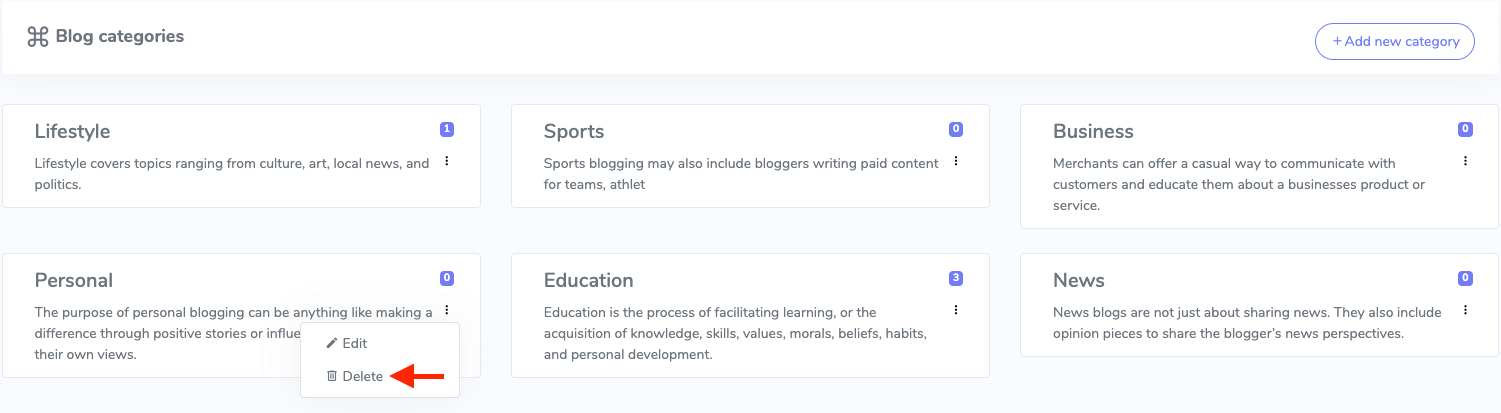 Blog categories
+ Add new category
Lifestyle
1
Lifestyle covers topics ranging from culture, art, local news, and
politics.
Sports
0
Sports blogging may also include bloggers writing paid content
for teams, athlet
Business
0
Merchants can offer a casual way to communicate with
customers and educate them about a businesses product or
service.
Personal
0
The purpose of personal blogging can be anything like making a
difference through positive stories or influe
their own views.
Edit
Delete
Education
3
Education is the process of facilitating learning, or the
acquisition of knowledge, skills, values, morals, beliefs, habits,
and personal development.
News
0
News blogs are not just about sharing news. They also include
opinion pieces to share the blogger's news perspectives.